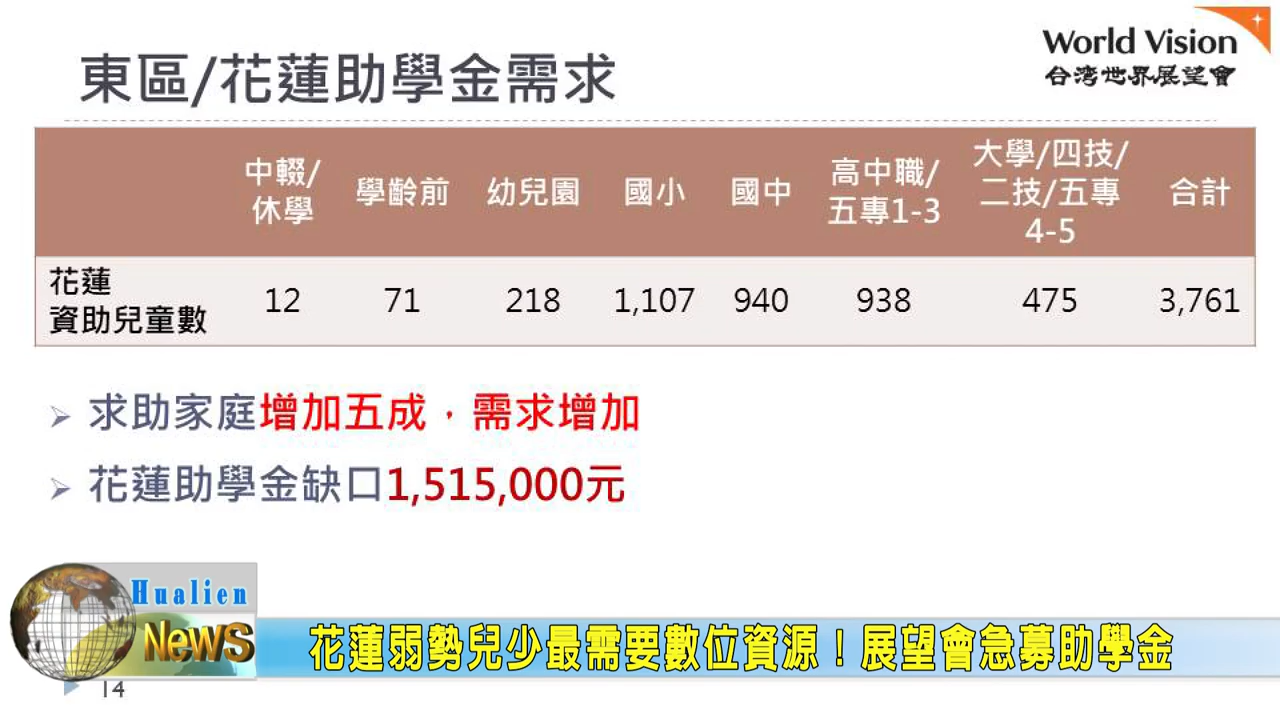 World Vision
台湾世界展望會
東區/花蓮助學金需求
中輟/
休學
學齡前
幼兒園
國小
國中
高中職/
五專1-3
大學/四技/
二技/五專
4-5
合計
花蓮
資助兒童數
12
71
218
1,107
940
938
475
3,761
求助家庭增加五成，需求增加
花蓮助學金缺口1,515,000元
Hualien
NewS
花蓮弱勢兒少最需要數位資源！展望會急募助學金
14